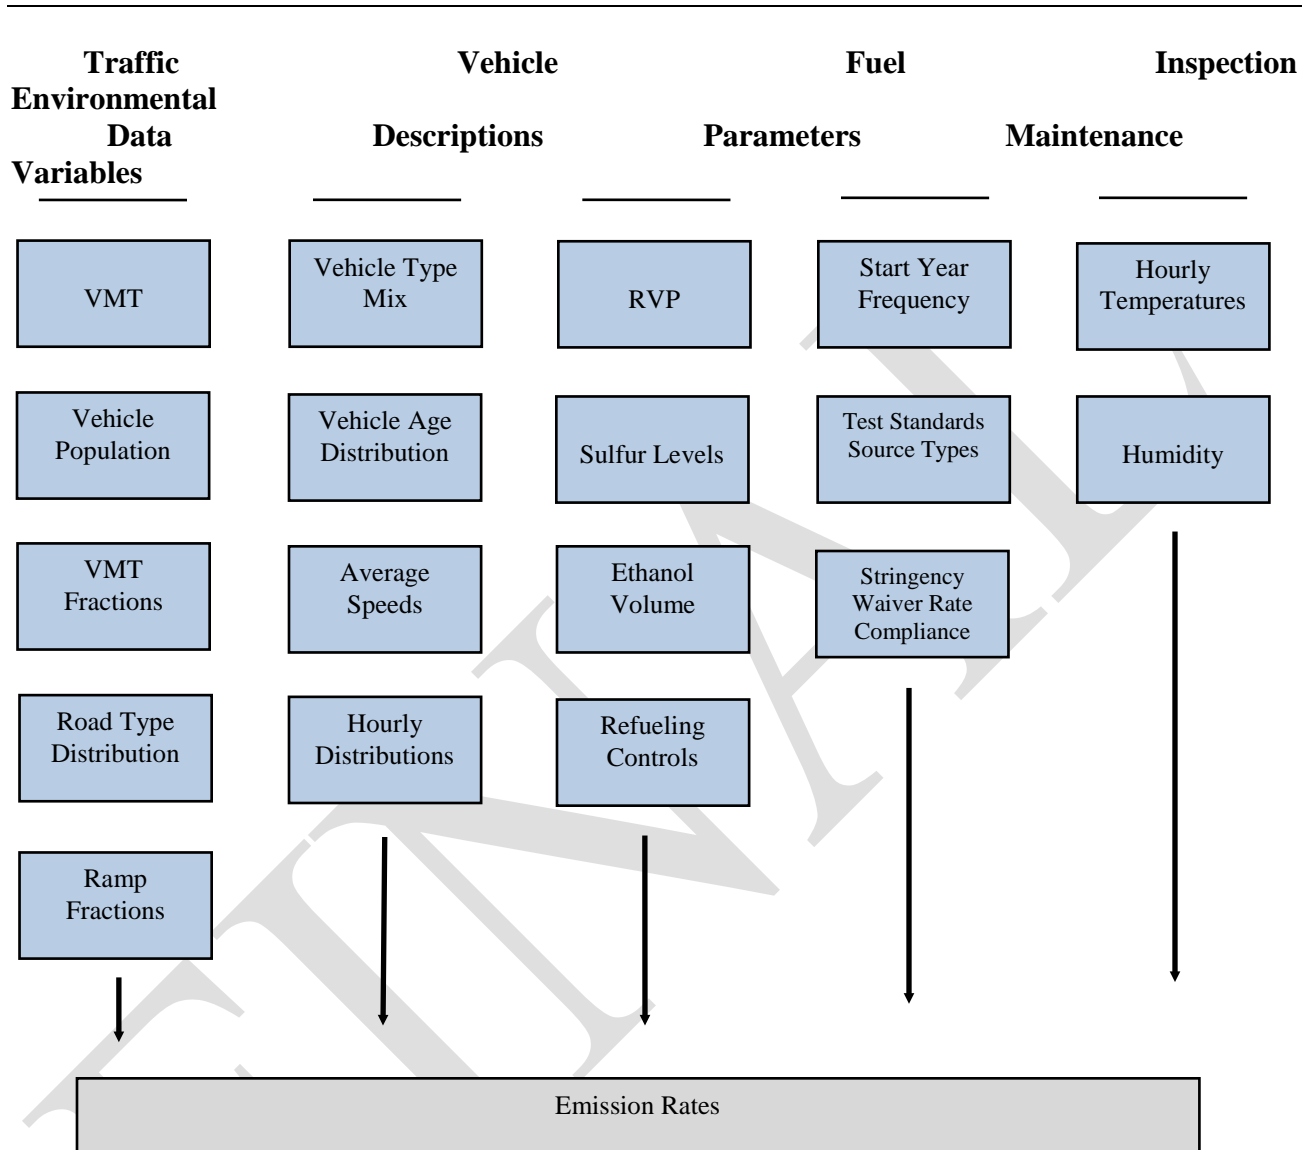 Traffic Vehicle Fuel Inspection
Environmental
Data Descriptions Parameters Maintenance
Variables
VMT
Vehicle
Population
VMT
Fractions
Road Type
Distribution
Ramp
Fractions
Vehicle Type
Mix
Vehicle Age
Distribution
Average
Speeds
Hourly
Distributions
RVP
Sulfur Levels
Ethanol
Volume
Refueling
Controls
Start Year
Frequency
Test Standards
Source Types
Stringency
Waiver Rate
Compliance
Hourly
Temperatures
Humidity
Emission Rates
FINAL